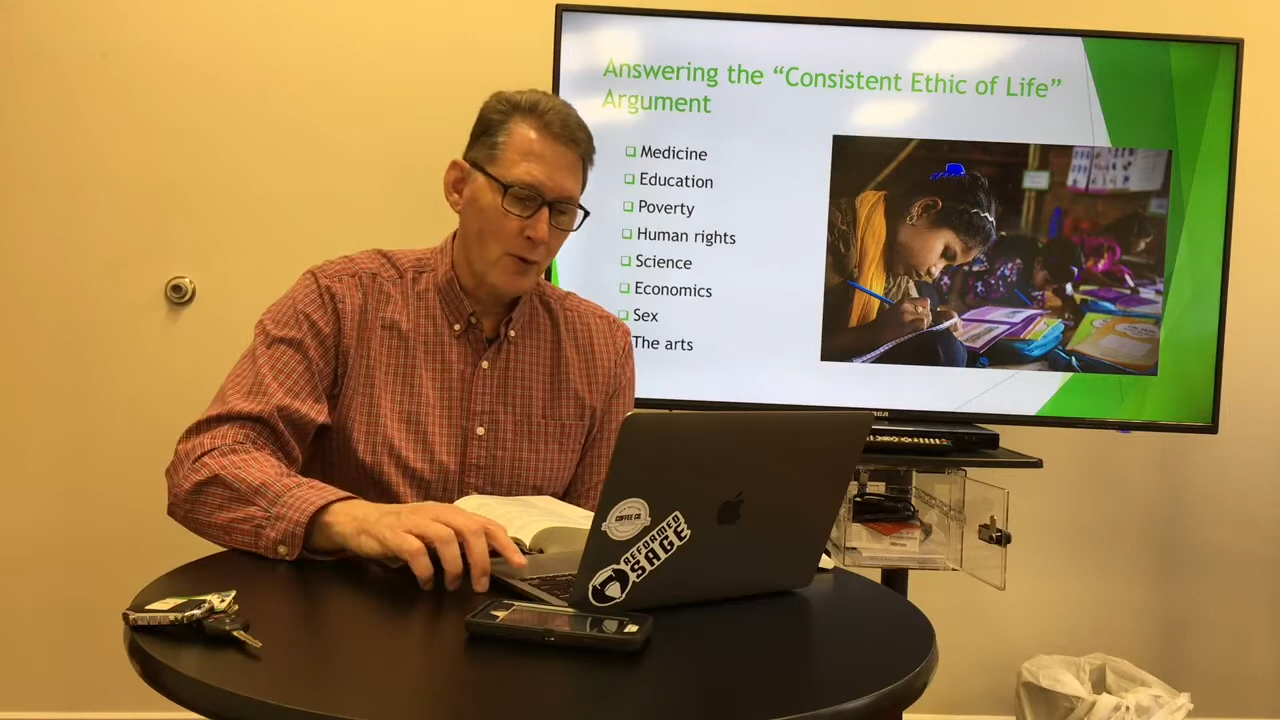 Answering the “Consistent Ethic of Life”
Argument
Medicine
Education
Poverty
Human rights
Science
Economics
Sex
The arts
COFFEE CO.
REFORMED
SAGE